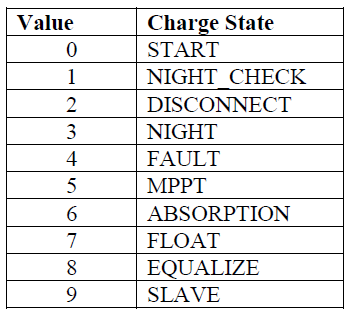 Value Charge State
0 START
1 NIGHT_CHECK
2 DISCONNECT
3 NIGHT
4 FAULT
5 MPPT
6 ABSORPTION
7 FLOAT
8 EQUALIZE
9 SLAVE